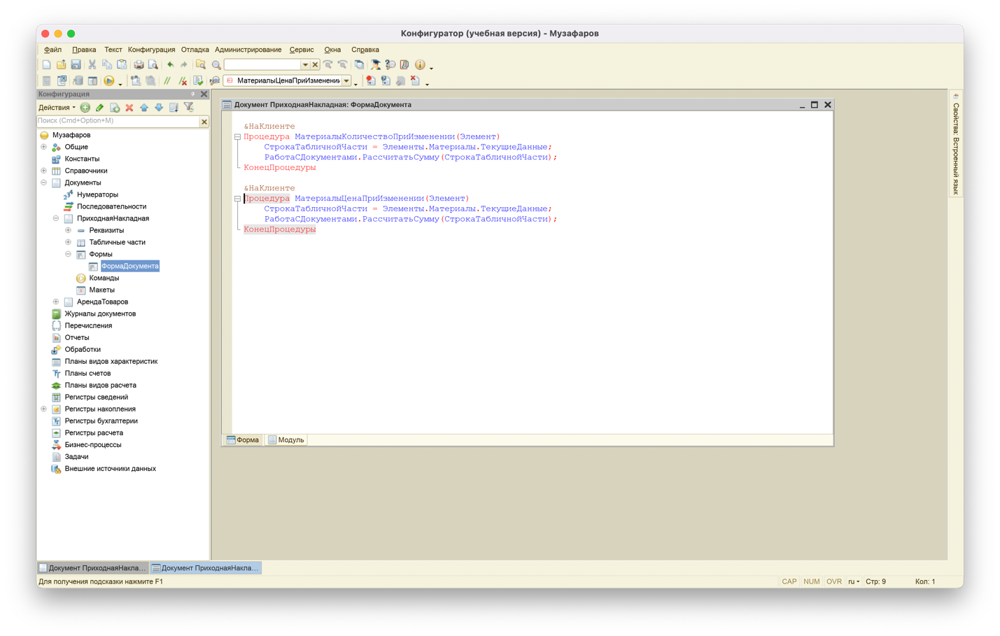 Конфигуратор (учебная версия) - Музафаров
Файл Правка Текст Конфигурация Отладка Администрирование Сервис Окна Справка
МатериалыЦенаПриИзменени
Конфигурация
Действия
Поиск (Cmd+Option+M)
Музафаров
Общие
Константы
Справочники
Документы
Нумераторы
Последовательности
ПриходнаяНакладная
Реквизиты
Табличные части
Формы
ФормаДокумента
Команды
Макеты
АрендаТоваров
Журналы документов
Перечисления
Отчеты
Обработки
Планы видов характеристик
Планы счетов
Планы видов расчета
Регистры сведений
Регистры накопления
Регистры бухгалтерии
Регистры расчета
Бизнес-процессы
Задачи
Внешние источники данных
Документ ПриходнаяНакладная: ФормаДокумента
&НаКлиенте
Процедура МатериалыКоличествоПриИзменении(Элемент)
СтрокаТабличнойЧасти = Элементы.Материалы.ТекущиеДанные;
РаботаСДокументами.РассчитатьСумму(СтрокаТабличнойЧасти);
КонецПроцедуры
&НаКлиенте
Процедура МатериалыЦенаПриИзменении(Элемент)
СтрокаТабличнойЧасти = Элементы.Материалы.ТекущиеДанные;
РаботаСДокументами.РассчитатьСумму(СтрокаТабличнойЧасти);
КонецПроцедуры
Форма Модуль
Свойства: Встроенный язык
Документ ПриходнаяНакла... Документ ПриходнаяНакла...
Для получения подсказки нажмите F1 CAP NUM OVR ru Стр: 9 Кол: 1